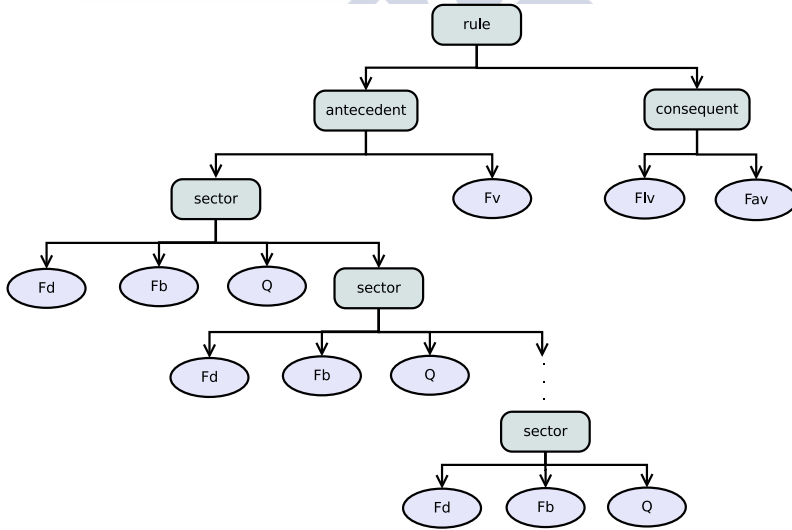 rule
antecedent
consequent
sector
Fv
Flv
Fav
Fd
Fb
Q
sector
Fd
Fb
Q
.
.
.
sector
Fd
Fb
Q